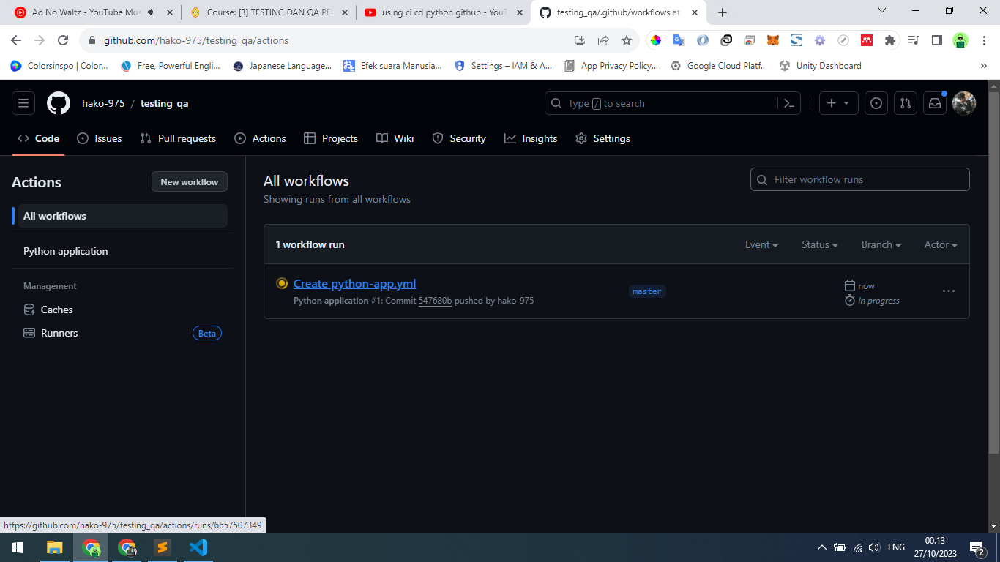 Ao No Waltz - YouTube Mus
Course: [3] TESTING DAN QA PE
using ci cd python github - YouT
testing_qa/.github/workflows at
github.com/hako-975/testing_qa/actions
Colorsinspo | Color...
Free, Powerful Engli...
Japanese Language...
Efek suara Manusia...
Settings – IAM & A...
App Privacy Policy...
Google Cloud Platf...
Unity Dashboard
»
hako-975 / testing_qa
Type / to search
Code
Issues
Pull requests
Actions
Projects
Wiki
Security
Insights
Settings
Actions
New workflow
All workflows
Python application
Management
Caches
Runners
Beta
All workflows
Showing runs from all workflows
Filter workflow runs
1 workflow run
Event
Status
Branch
Actor
Create python-app.yml
Python application #1: Commit 547680b pushed by hako-975
master
now
In progress
https://github.com/hako-975/testing_qa/actions/runs/6657507349
ENG
00.13
27/10/2023
2